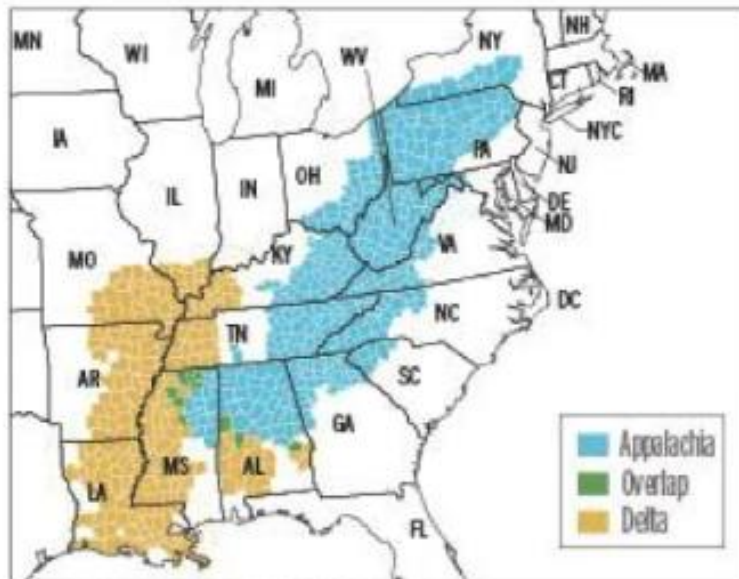 MN
WI
MI
WV
NY
NH
MA
CT
RI
NYC
IA
PA
NJ
OH
IL
IN
DE
MD
MO
KY
VA
DC
TN
NC
AR
SC
GA
MS
AL
LA
FL
Appalachia
Overlap
Delta